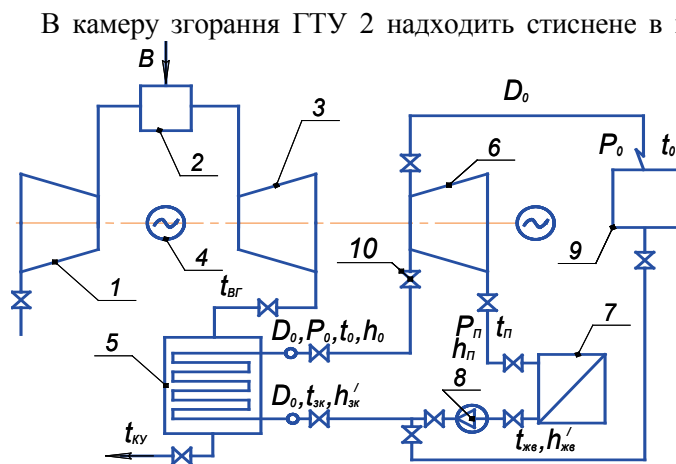 В камеру згорання ГТУ 2 надходить стиснене в
B
D₀
3
6
P₀ t₀
2
10
9
4
1
t_ВГ
D₀,P₀,t₀,h₀
P_П t_П
h_П
7
5
8
D₀,t_зк,h'_зк
t_КУ
t_жв,h'_жв